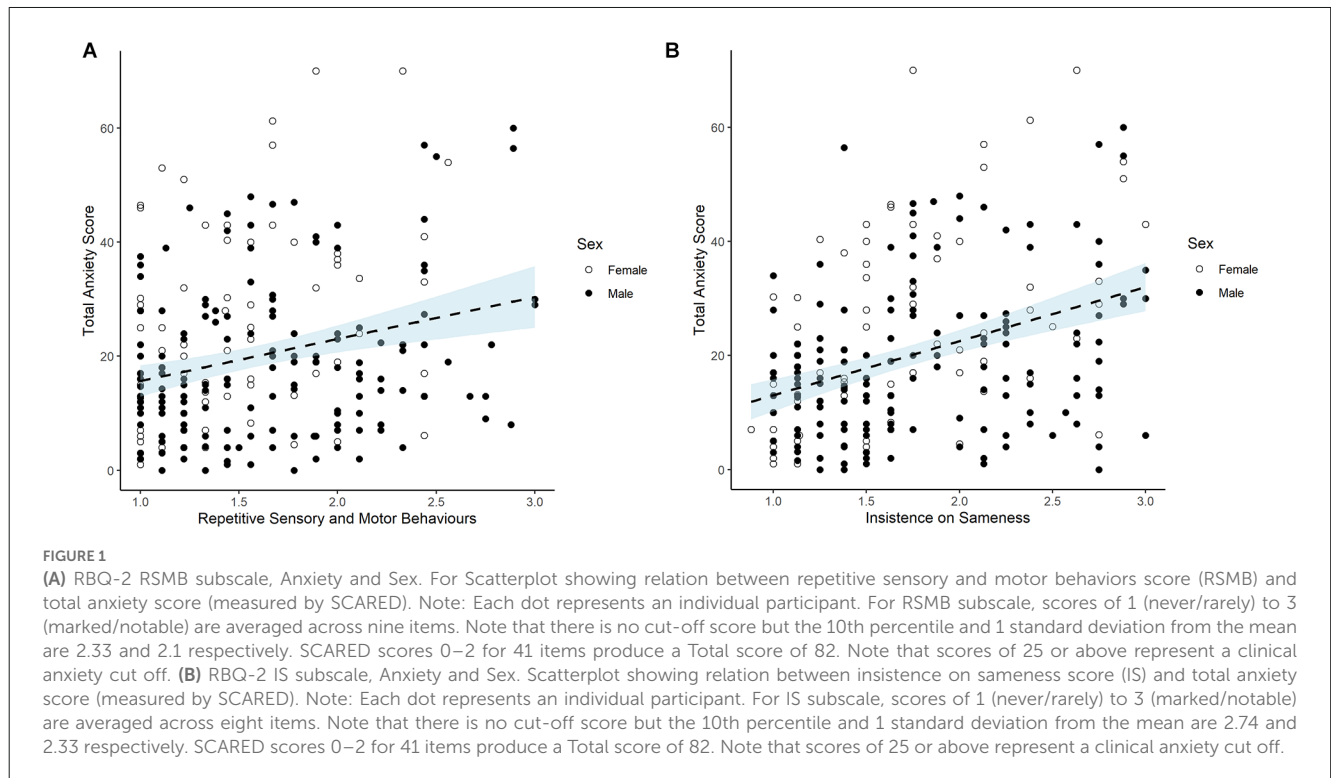 A
60
40
20
0
Total Anxiety Score
1.0 1.5 2.0 2.5 3.0
Repetitive Sensory and Motor Behaviours
Sex
Female
Male
B
60
40
20
0
Total Anxiety Score
1.0 1.5 2.0 2.5 3.0
Insistence on Sameness
Sex
Female
Male
FIGURE 1
(A) RBQ-2 RSMB subscale, Anxiety and Sex. For Scatterplot showing relation between repetitive sensory and motor behaviors score (RSMB) and
total anxiety score (measured by SCARED). Note: Each dot represents an individual participant. For RSMB subscale, scores of 1 (never/rarely) to 3
(marked/notable) are averaged across nine items. Note that there is no cut-off score but the 10th percentile and 1 standard deviation from the mean
are 2.33 and 2.1 respectively. SCARED scores 0–2 for 41 items produce a Total score of 82. Note that scores of 25 or above represent a clinical
anxiety cut off. (B) RBQ-2 IS subscale, Anxiety and Sex. Scatterplot showing relation between insistence on sameness score (IS) and total anxiety
score (measured by SCARED). Note: Each dot represents an individual participant. For IS subscale, scores of 1 (never/rarely) to 3 (marked/notable)
are averaged across eight items. Note that there is no cut-off score but the 10th percentile and 1 standard deviation from the mean are 2.74 and
2.33 respectively. SCARED scores 0–2 for 41 items produce a Total score of 82. Note that scores of 25 or above represent a clinical anxiety cut off.